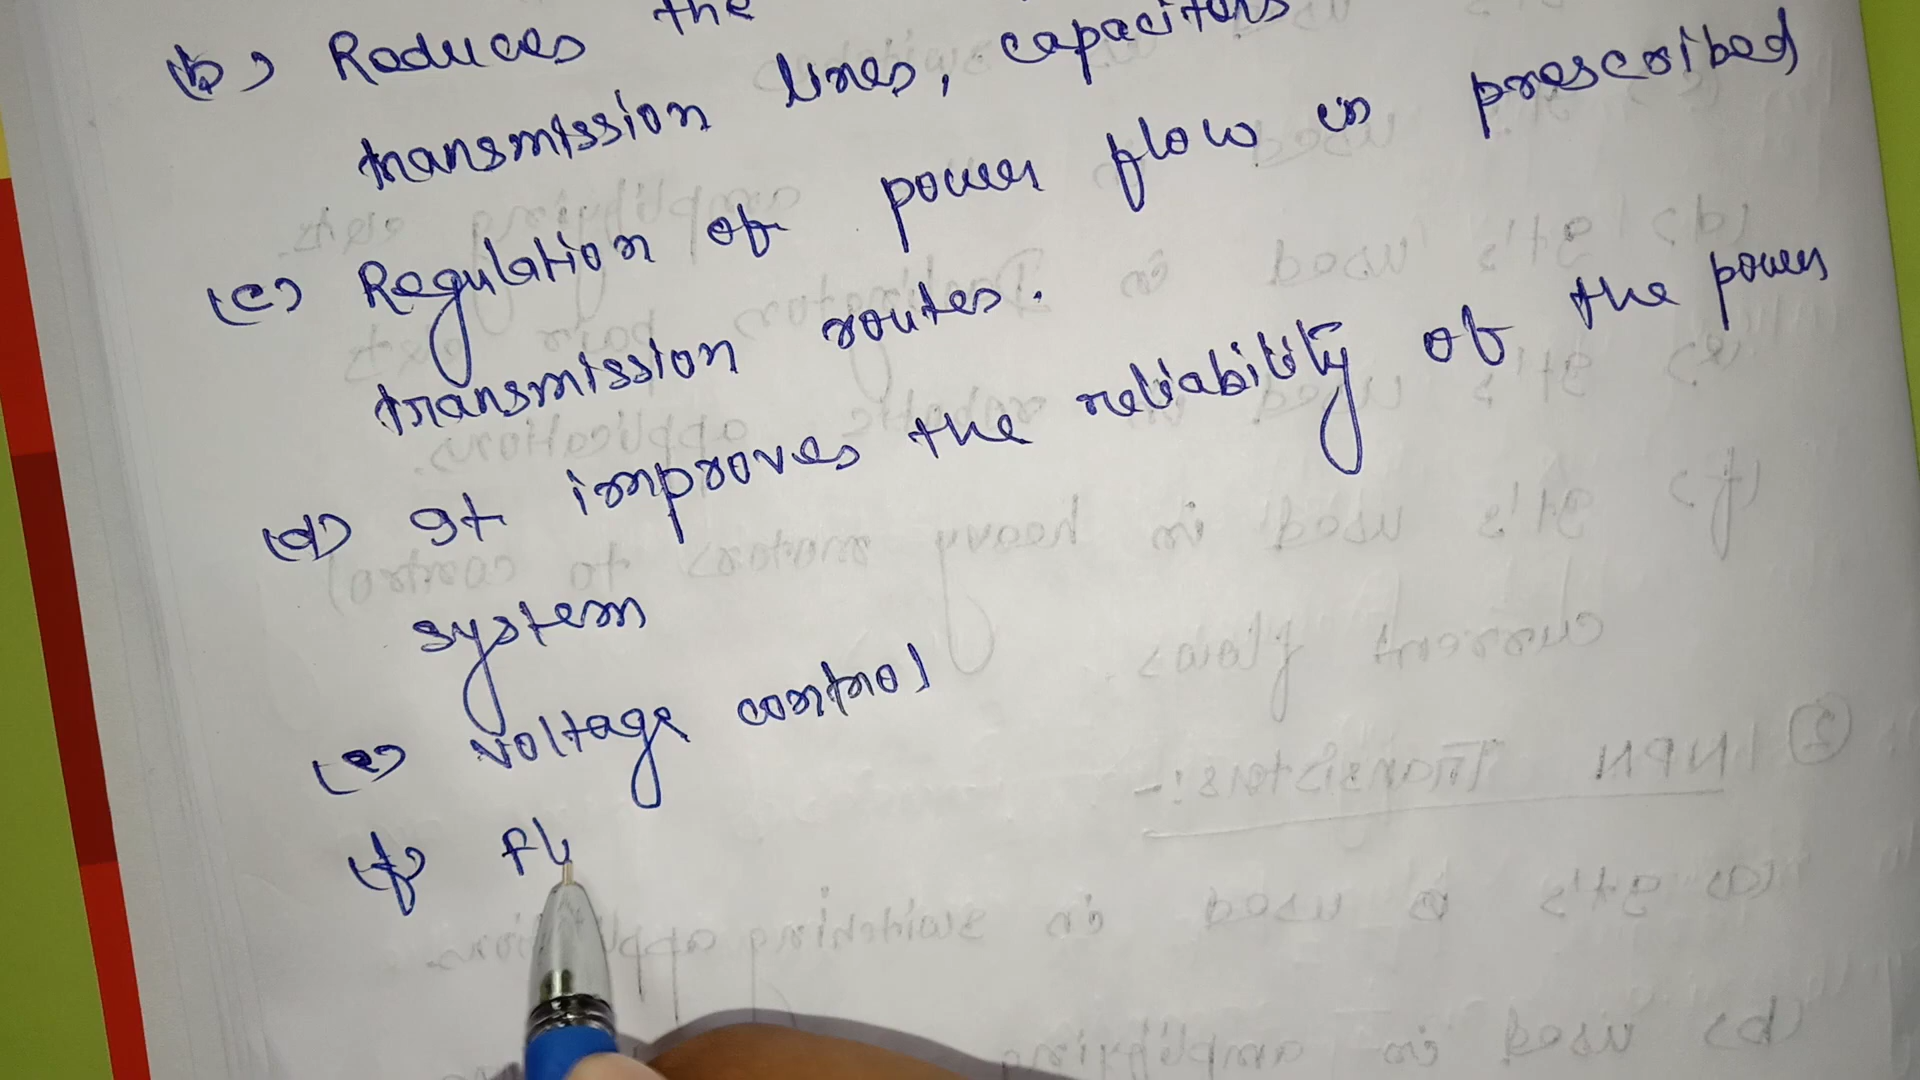 (b) Reduces the
transmission lines, capacitors
(c) Regulation of power flow in prescribed
transmission routes.
(d) It improves the reliability of the power
system
(e) Voltage control
(f) Fl